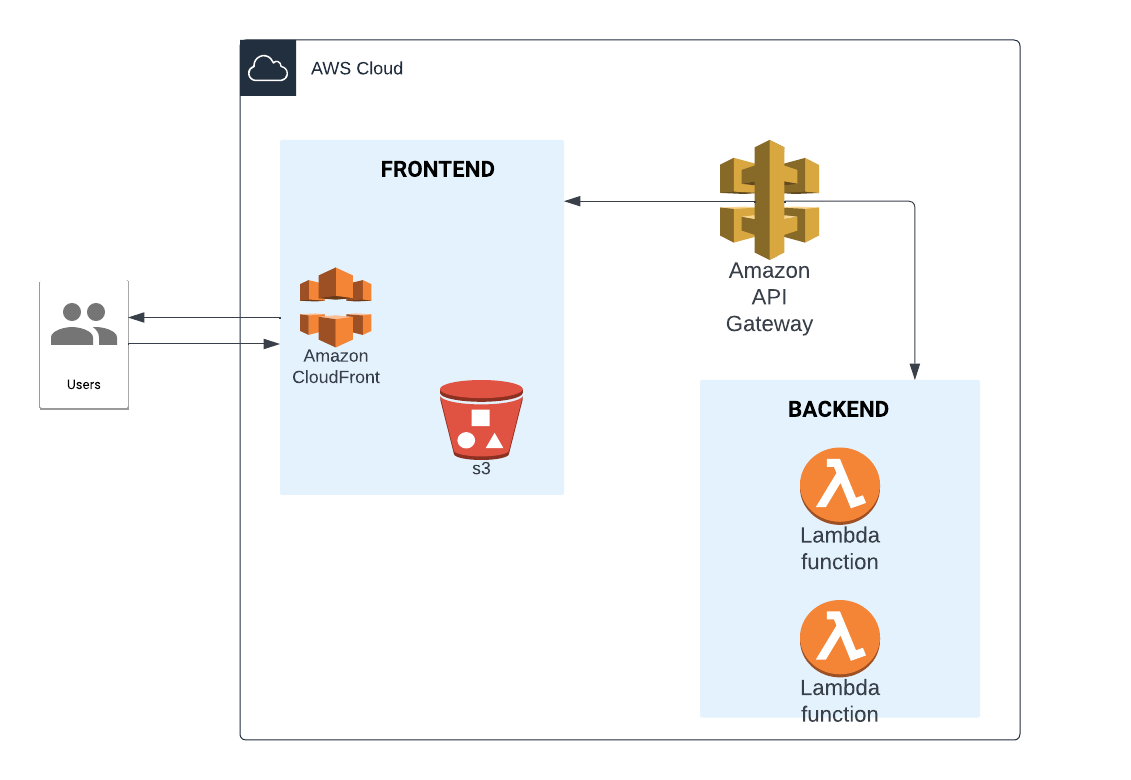 AWS Cloud
FRONTEND
Amazon
API
Gateway
Users
Amazon
CloudFront
s3
BACKEND
Lambda
function
Lambda
function